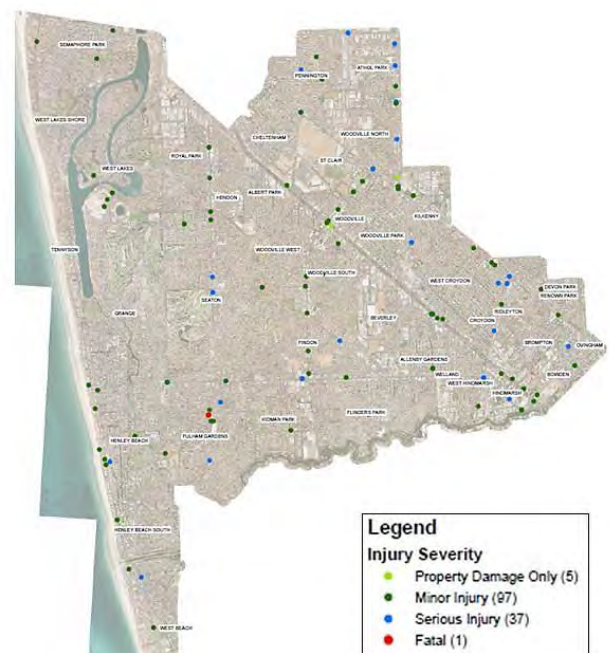 SEMAPHORE PARK
PENNINGTON
ATHOL PARK
WEST LAKES SHORE
CHELTENHAM
WOODVILLE NORTH
ROYAL PARK
ST CLAIR
WEST LAKES
ALBERT PARK
HENDON
KILKENNY
WOODVILLE
WOODVILLE PARK
TENNYSON
WOODVILLE WEST
WOODVILLE SOUTH
WEST CROYDON
DEVON PARK
RENOWN PARK
SEATON
RIDLEYTON
GRANGE
BEVERLEY
CROYDON
FINDON
BROMPTON
OVINGHAM
ALLENBY GARDENS
WELLAND
BOWDEN
WEST HINDMARSH
HINDMARSH
KIDMAN PARK
FLINDERS PARK
FULHAM GARDENS
HENLEY BEACH
HENLEY BEACH SOUTH
WEST BEACH
Legend
Injury Severity
Property Damage Only (5)
Minor Injury (97)
Serious Injury (37)
Fatal (1)